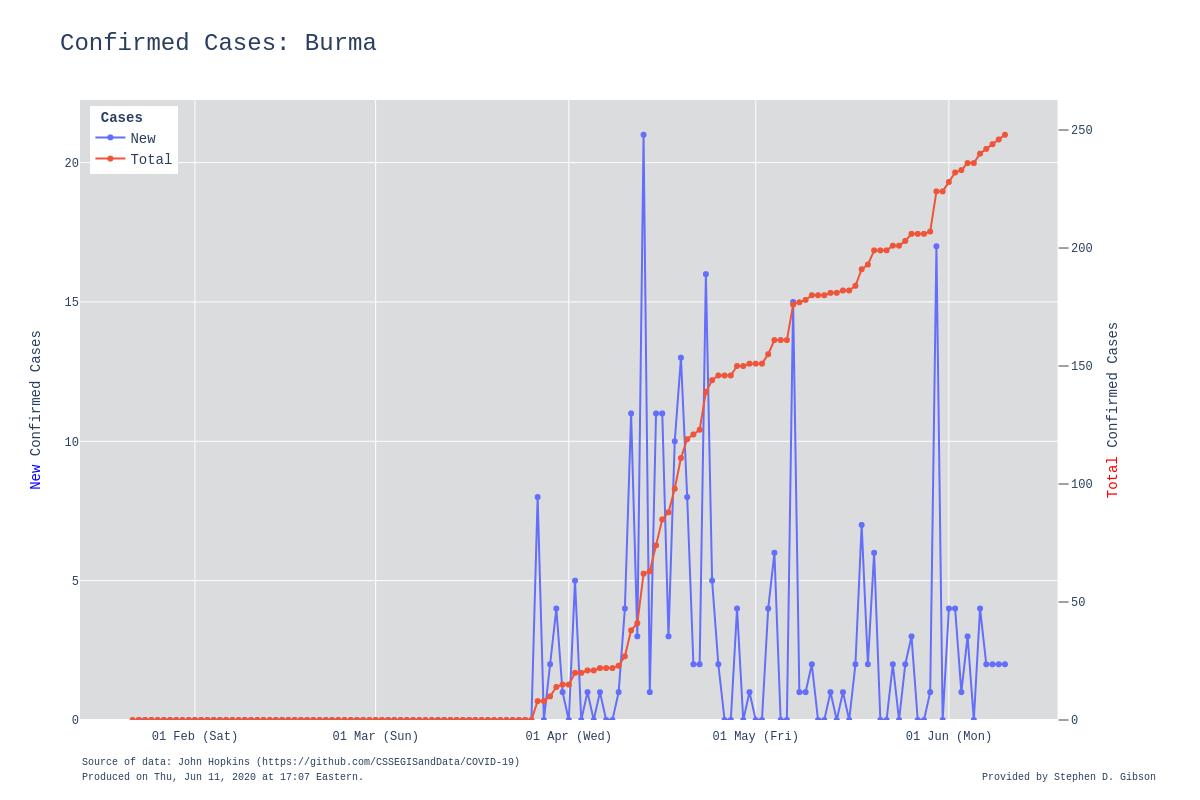 Confirmed Cases: Burma
Cases
New
Total
20
15
10
5
0
250
200
150
100
50
0
New Confirmed Cases
Total Confirmed Cases
01 Feb (Sat)
01 Mar (Sun)
01 Apr (Wed)
01 May (Fri)
01 Jun (Mon)
Source of data: John Hopkins (https://github.com/CSSEGISandData/COVID-19)
Produced on Thu, Jun 11, 2020 at 17:07 Eastern.
Provided by Stephen D. Gibson